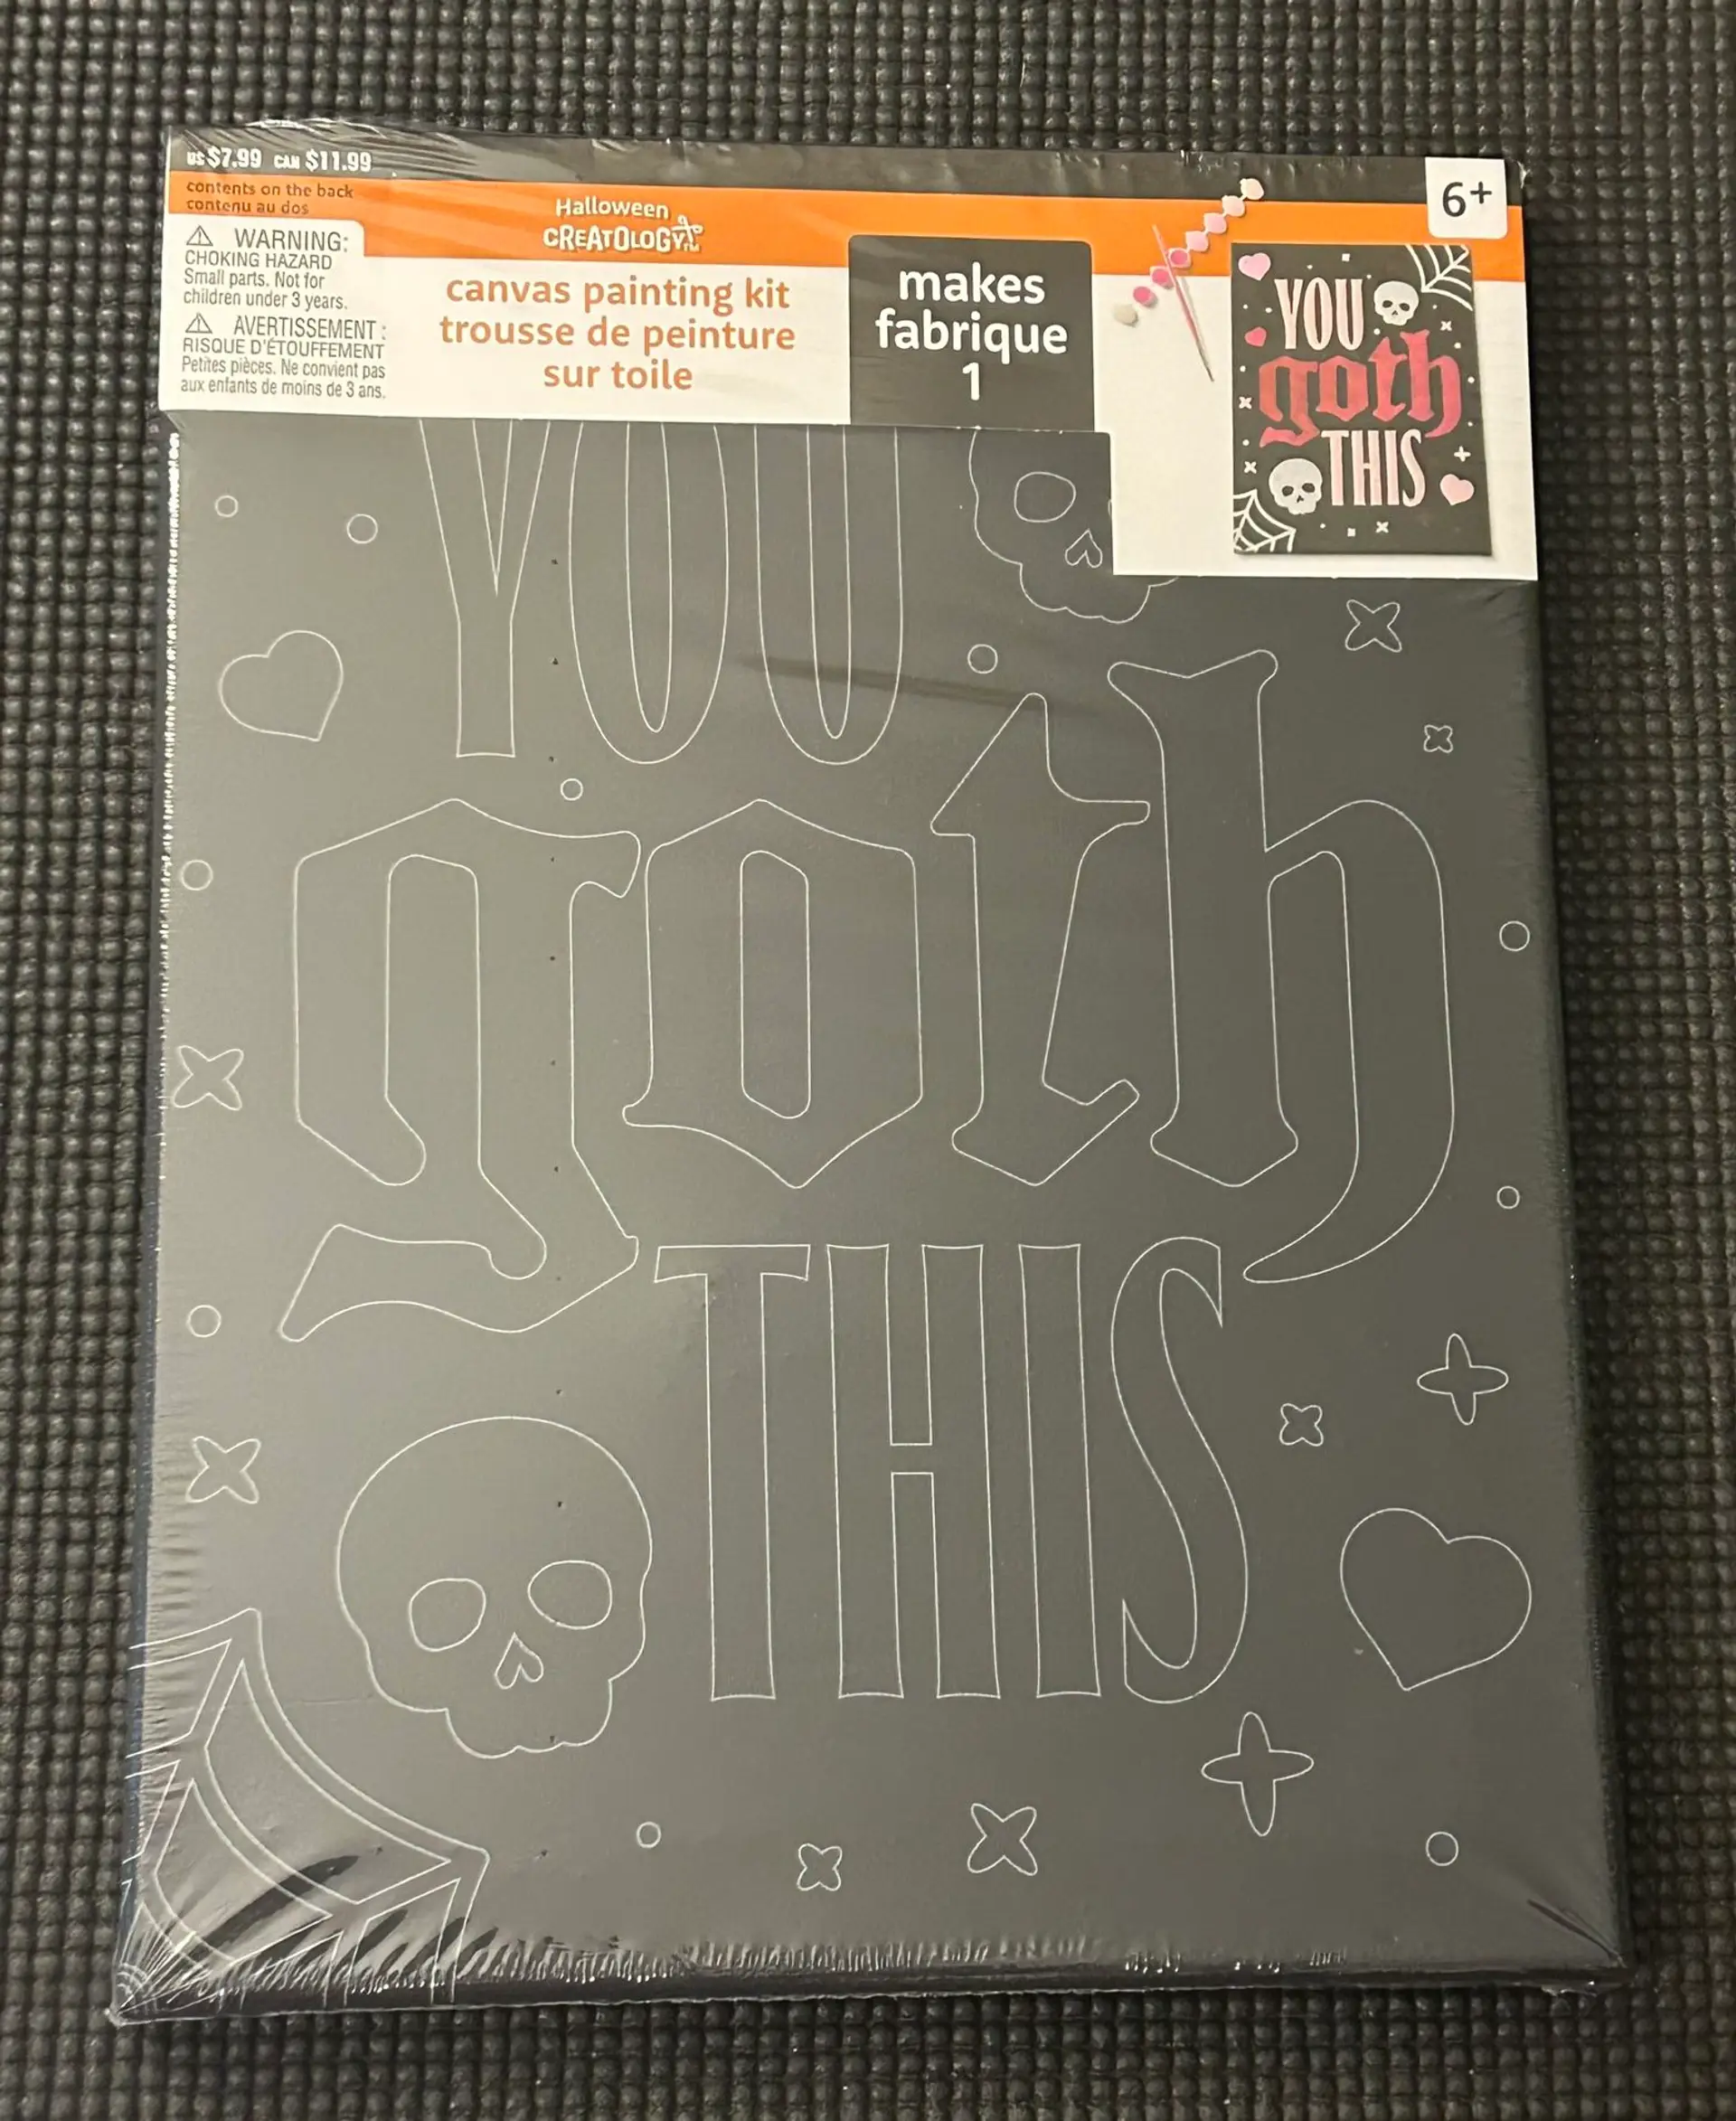 US $7.99 CAN $11.99
contents on the back
contenu au dos
⚠ WARNING:
CHOKING HAZARD
Small parts. Not for
children under 3 years.
⚠ AVERTISSEMENT :
RISQUE D'ÉTOUFFEMENT
Petites pièces. Ne convient pas
aux enfants de moins de 3 ans.
Halloween
CREATOLOGY™
canvas painting kit
trousse de peinture
sur toile
makes
fabrique
1
6+
YOU
goth
THIS
YOU
goth
THIS